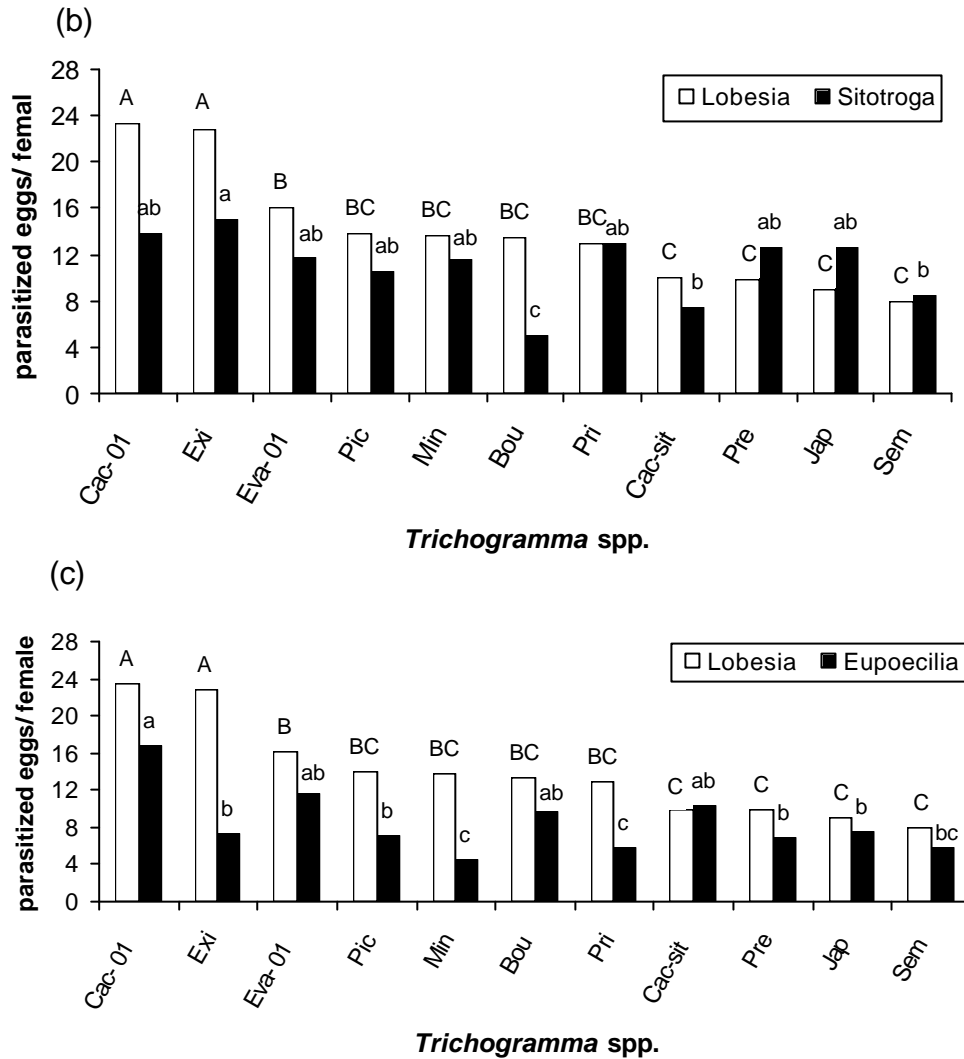 (b)
parasitized eggs/ femal
28
24
20
16
12
8
4
0
Lobesia Sitotroga
A A B BC BC BC BC C C C C
ab a ab ab ab c ab b ab ab b
Cac- 01 Exi Eva- 01 Pic Min Bou Pri Cac-sit Pre Jap Sem
Trichogramma spp.
(c)
parasitized eggs/ female
28
24
20
16
12
8
4
0
Lobesia Eupoecilia
A A B BC BC BC BC C C C C
a b ab b c ab c ab b b bc
Cac- 01 Exi Eva- 01 Pic Min Bou Pri Cac-sit Pre Jap Sem
Trichogramma spp.